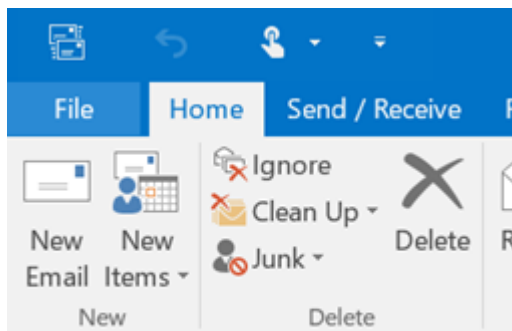 File Home Send / Receive
Ignore
Clean Up
Junk
Delete
New Email
New Items
New
Delete